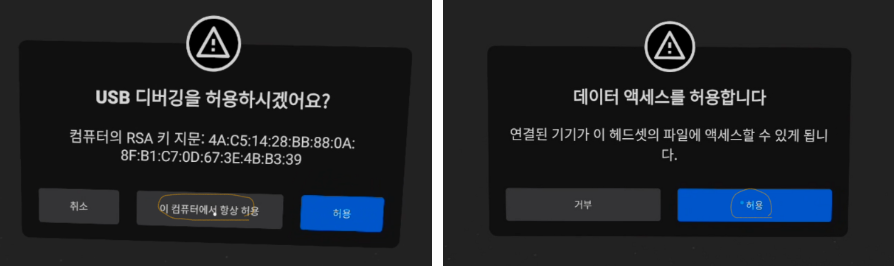 USB 디버깅을 허용하시겠어요?
컴퓨터의 RSA 키 지문: 4A:C5:14:28:BB:88:0A:
8F:B1:C7:0D:67:3E:4B:B3:39
취소
이 컴퓨터에서 항상 허용
허용
데이터 액세스를 허용합니다
연결된 기기가 이 헤드셋의 파일에 액세스할 수 있게 됩니
다.
거부
허용